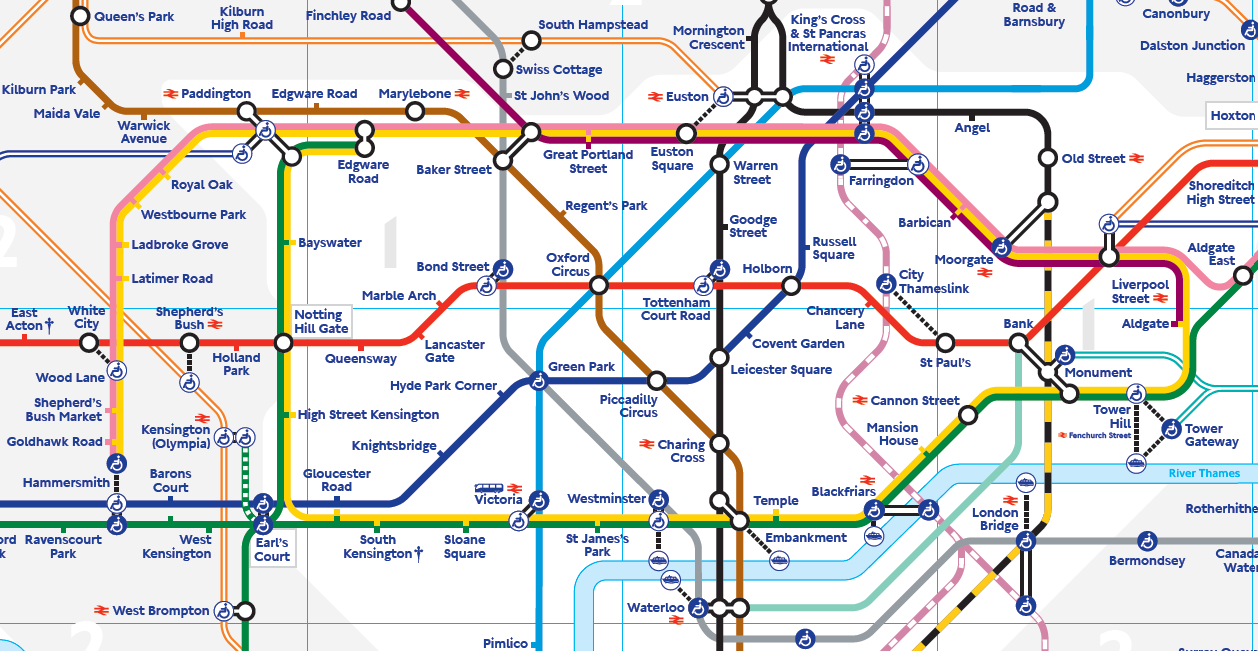 Queen's Park
Kilburn
High Road
Finchley Road
South Hampstead
Mornington
Crescent
King's Cross
& St Pancras
International
Road &
Barnsbury
Canonbury
Dalston Junction
Haggerston
Hoxton
Swiss Cottage
St John's Wood
Kilburn Park
Maida Vale
Paddington
Edgware Road
Marylebone
Euston
Angel
Warwick
Avenue
Edgware
Road
Baker Street
Great Portland
Street
Euston
Square
Warren
Street
Farringdon
Old Street
Shoreditch
High Street
Royal Oak
Westbourne Park
Regent's Park
Goodge
Street
Barbican
Ladbroke Grove
Bayswater
Latimer Road
1
2
Bond Street
Oxford
Circus
Holborn
Russell
Square
Moorgate
Aldgate
East
City
Thameslink
Liverpool
Street
Marble Arch
Tottenham
Court Road
Chancery
Lane
Aldgate
1
East
Acton†
White
City
Shepherd's
Bush
Notting
Hill Gate
Holland
Park
Queensway
Lancaster
Gate
Covent Garden
Bank
St Paul's
Wood Lane
Green Park
Leicester Square
Monument
Hyde Park Corner
Shepherd's
Bush Market
Goldhawk Road
Kensington
(Olympia)
High Street Kensington
Knightsbridge
Piccadilly
Circus
Cannon Street
Mansion
House
Tower
Hill
Fenchurch Street
Tower
Gateway
Charing
Cross
Hammersmith
Barons
Court
Gloucester
Road
River Thames
Victoria
Westminster
Temple
Blackfriars
London
Bridge
Rotherhithe
Ravenscourt
Park
West
Kensington
Earl's
Court
South
Kensington†
Sloane
Square
St James's
Park
Embankment
Bermondsey
Canada
Water
West Brompton
Waterloo
Pimlico
2
2